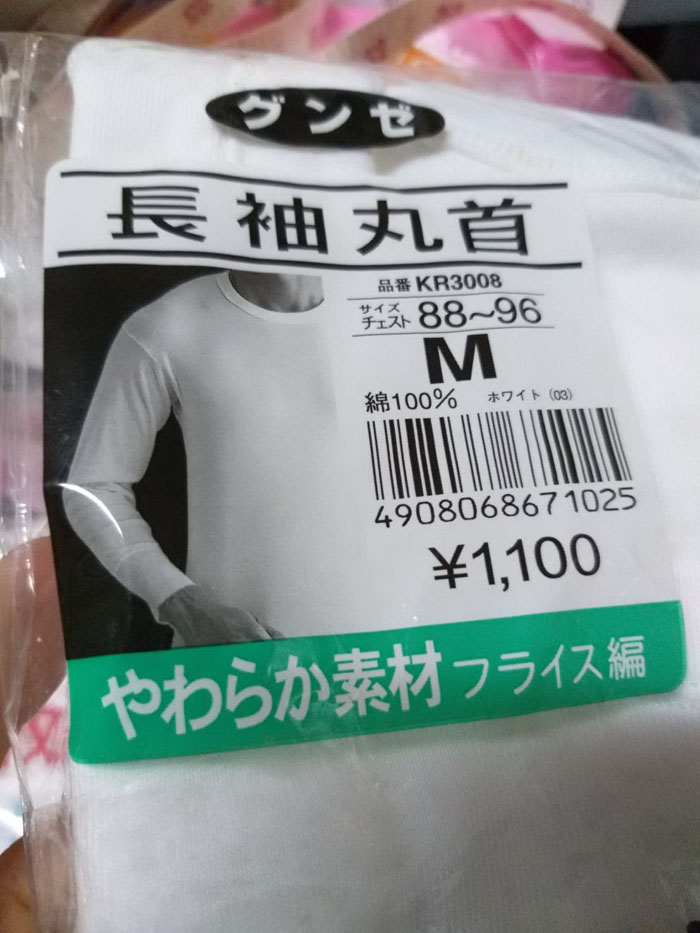 グンゼ
長袖丸首
品番 KR3008
サイズ
チェスト 88~96
M
綿100% ホワイト (03)
4908068671025
¥1,100
やわらか素材 フライス編